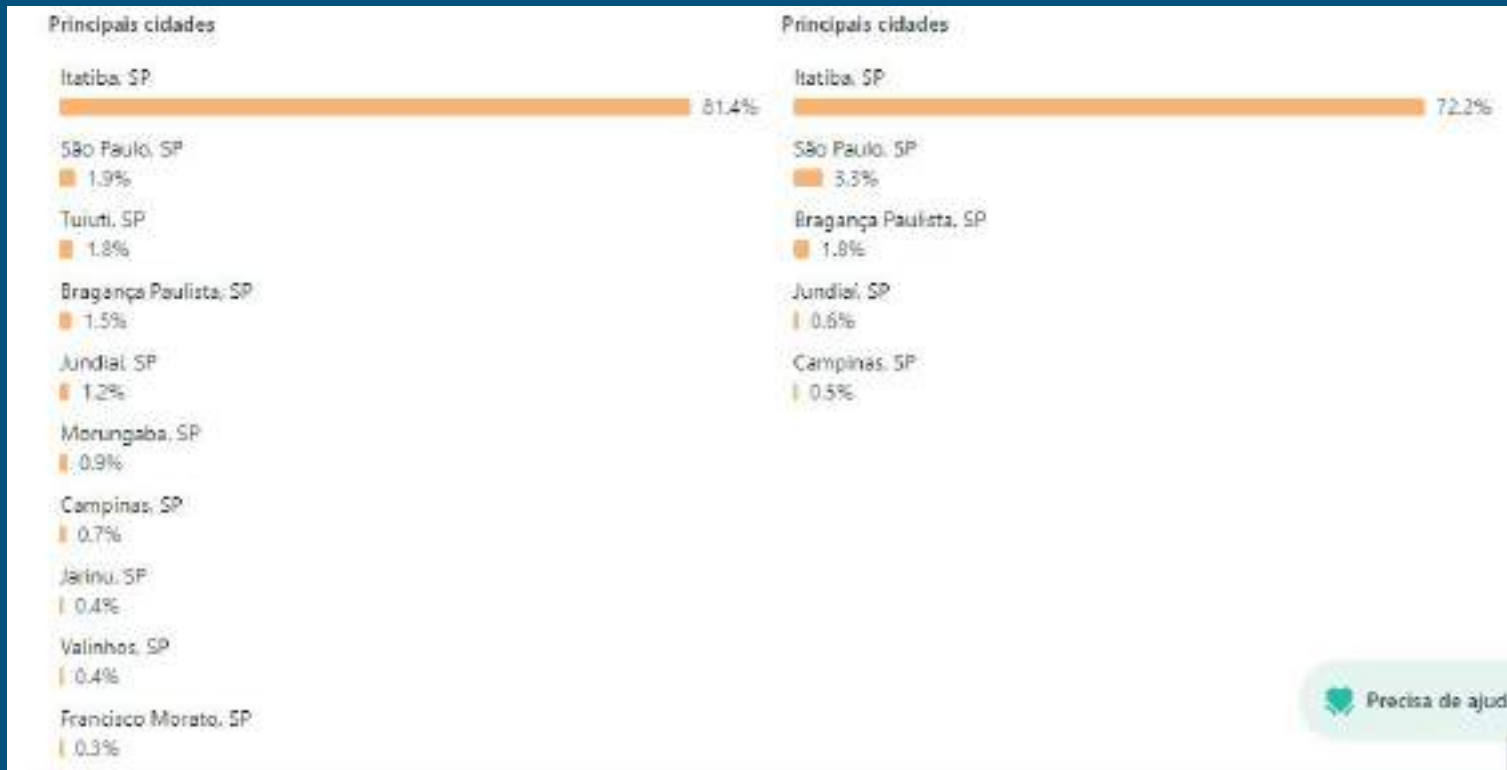 Principais cidades
Itatiba, SP
81.4%
São Paulo, SP
1.9%
Tuiuti, SP
1.8%
Bragança Paulista, SP
1.5%
Jundiaí, SP
1.2%
Morungaba, SP
0.9%
Campinas, SP
0.7%
Jarinu, SP
0.4%
Valinhos, SP
0.4%
Francisco Morato, SP
0.3%
Principais cidades
Itatiba, SP
72.2%
São Paulo, SP
3.3%
Bragança Paulista, SP
1.8%
Jundiaí, SP
0.6%
Campinas, SP
0.5%
Precisa de ajud